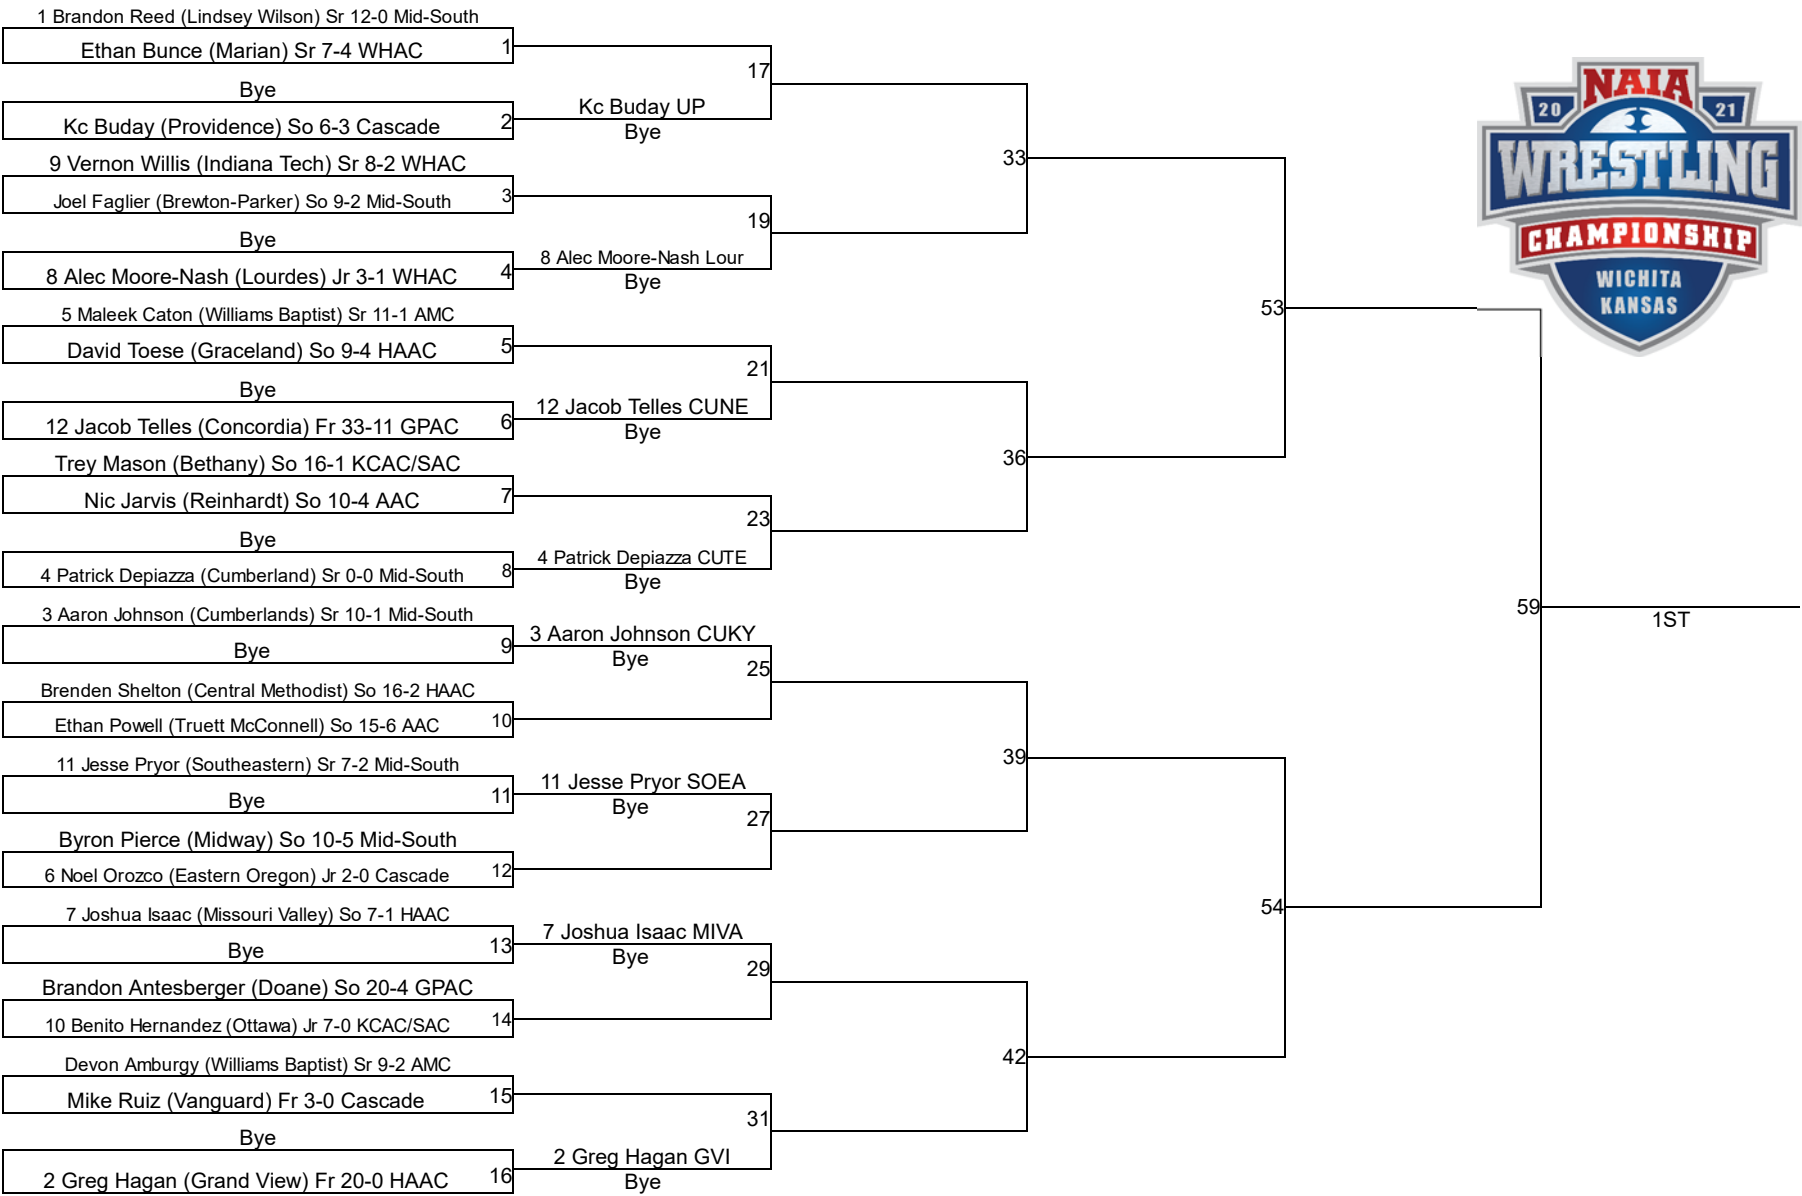 1 Brandon Reed (Lindsey Wilson) Sr 12-0 Mid-South
Ethan Bunce (Marian) Sr 7-4 WHAC
1
Bye
Kc Buday (Providence) So 6-3 Cascade
2
9 Vernon Willis (Indiana Tech) Sr 8-2 WHAC
Joel Faglier (Brewton-Parker) So 9-2 Mid-South
3
Bye
8 Alec Moore-Nash (Lourdes) Jr 3-1 WHAC
4
5 Maleek Caton (Williams Baptist) Sr 11-1 AMC
David Toese (Graceland) So 9-4 HAAC
5
Bye
12 Jacob Telles (Concordia) Fr 33-11 GPAC
6
Trey Mason (Bethany) So 16-1 KCAC/SAC
Nic Jarvis (Reinhardt) So 10-4 AAC
7
Bye
4 Patrick Depiazza (Cumberland) Sr 0-0 Mid-South
8
3 Aaron Johnson (Cumberlands) Sr 10-1 Mid-South
Bye
9
Brenden Shelton (Central Methodist) So 16-2 HAAC
Ethan Powell (Truett McConnell) So 15-6 AAC
10
11 Jesse Pryor (Southeastern) Sr 7-2 Mid-South
Bye
11
Byron Pierce (Midway) So 10-5 Mid-South
6 Noel Orozco (Eastern Oregon) Jr 2-0 Cascade
12
7 Joshua Isaac (Missouri Valley) So 7-1 HAAC
Bye
13
Brandon Antesberger (Doane) So 20-4 GPAC
10 Benito Hernandez (Ottawa) Jr 7-0 KCAC/SAC
14
Devon Amburgy (Williams Baptist) Sr 9-2 AMC
Mike Ruiz (Vanguard) Fr 3-0 Cascade
15
Bye
2 Greg Hagan (Grand View) Fr 20-0 HAAC
16
17
Kc Buday UP
Bye
19
8 Alec Moore-Nash Lour
Bye
21
12 Jacob Telles CUNE
Bye
23
4 Patrick Depiazza CUTE
Bye
3 Aaron Johnson CUKY
Bye
25
11 Jesse Pryor SOEA
Bye
27
7 Joshua Isaac MIVA
Bye
29
31
2 Greg Hagan GVI
Bye
33
36
39
42
53
54
59
1ST
NAIA
20 21
WRESTLING
CHAMPIONSHIP
WICHITA
KANSAS